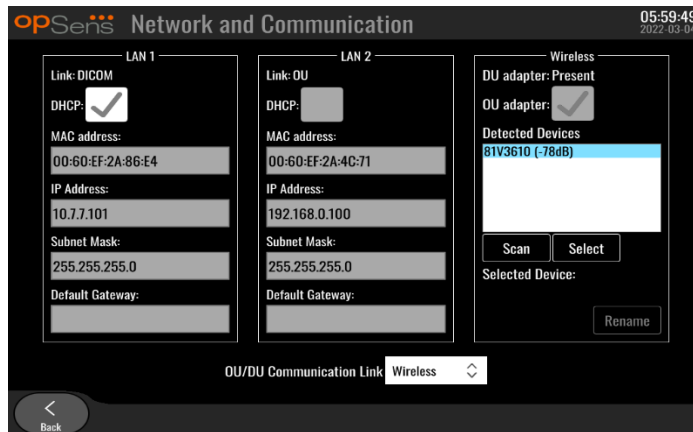 opSens Network and Communication
05:59:49
2022-03-04
LAN 1
Link: DICOM
DHCP:
MAC address:
00:60:EF:2A:86:E4
IP Address:
10.7.7.101
Subnet Mask:
255.255.255.0
Default Gateway:
LAN 2
Link: OU
DHCP:
MAC address:
00:60:EF:2A:4C:71
IP Address:
192.168.0.100
Subnet Mask:
255.255.255.0
Default Gateway:
Wireless
DU adapter: Present
OU adapter:
Detected Devices
81V3610 (-78dB)
Scan Select
Selected Device:
Rename
OU/DU Communication Link Wireless
Back